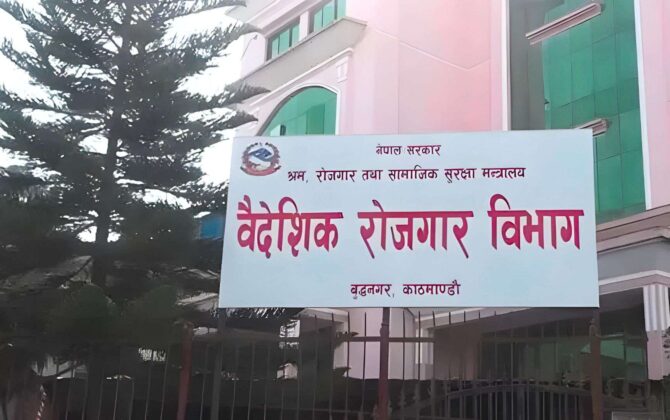 नेपाल सरकार
श्रम, रोजगार तथा सामाजिक सुरक्षा मन्त्रालय
वैदेशिक रोजगार विभाग
बुद्धनगर, काठमाण्डौ